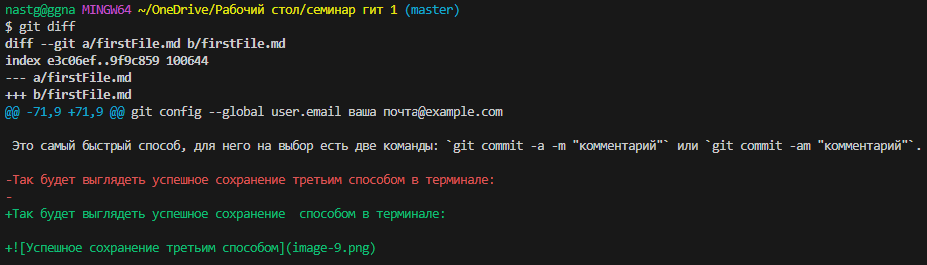 nastg@ggna MINGW64 ~/OneDrive/Рабочий стол/семинар гит 1 (master)
$ git diff
diff --git a/firstFile.md b/firstFile.md
index e3c06ef..9f9c859 100644
--- a/firstFile.md
+++ b/firstFile.md
@@ -71,9 +71,9 @@ git config --global user.email ваша почта@example.com
 Это самый быстрый способ, для него на выбор есть две команды: `git commit -a -m "комментарий"` или `git commit -am "комментарий"`.
-Так будет выглядеть успешное сохранение третьим способом в терминале:
-
+Так будет выглядеть успешное сохранение  способом в терминале:
+![Успешное сохранение третьим способом](image-9.png)